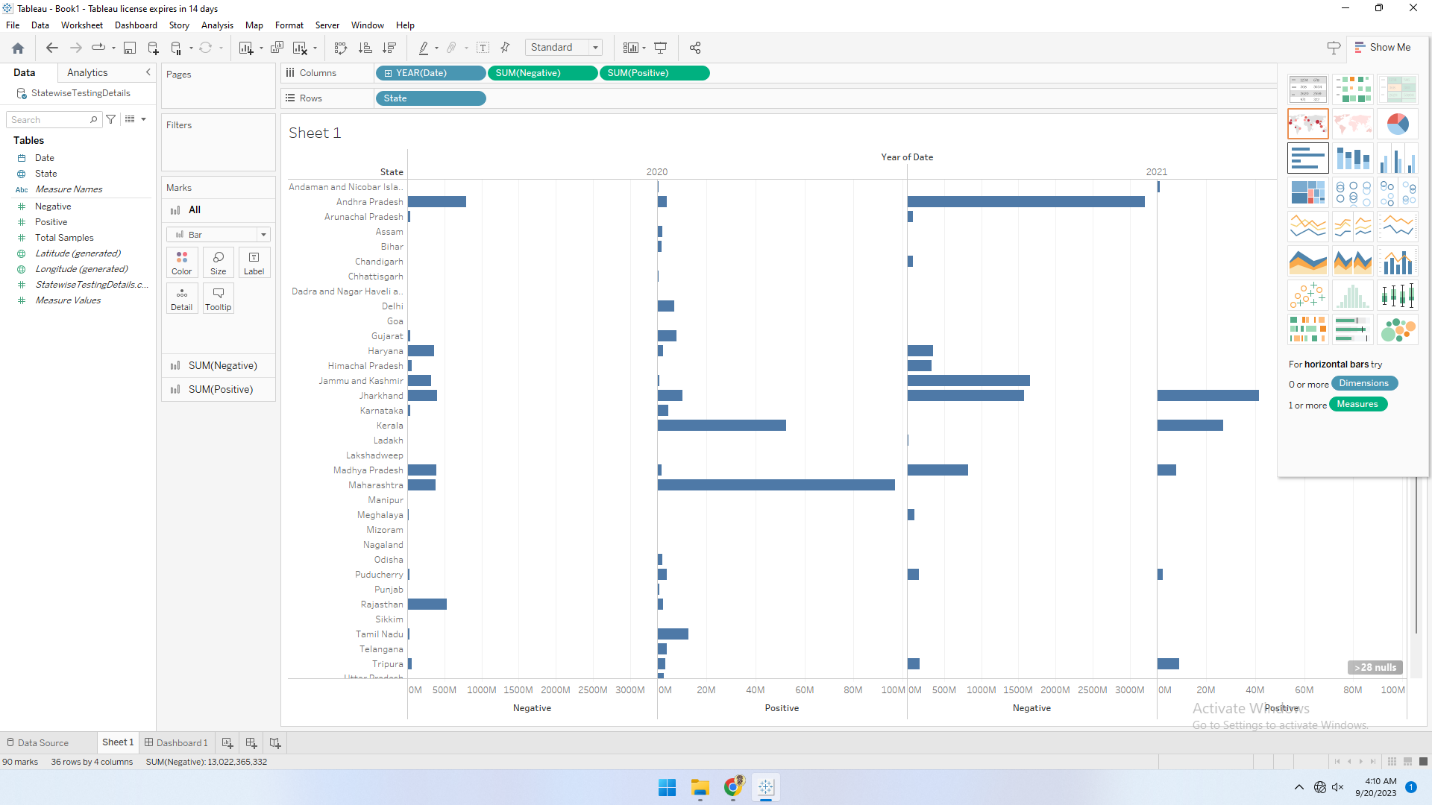 Tableau - Book1 - Tableau license expires in 14 days
File Data Worksheet Dashboard Story Analysis Map Format Server Window Help
Standard
Show Me
Data Analytics
StatewiseTestingDetails
Search
Tables
Date
State
Abc Measure Names
Negative
Positive
Total Samples
Latitude (generated)
Longitude (generated)
StatewiseTestingDetails.c...
Measure Values
Pages
Filters
Marks
All
Bar
Color Size Label
Detail Tooltip
SUM(Negative)
SUM(Positive)
Columns YEAR(Date) SUM(Negative) SUM(Positive)
Rows State
Sheet 1
Year of Date
State 2020 2021
Andaman and Nicobar Isla..
Andhra Pradesh
Arunachal Pradesh
Assam
Bihar
Chandigarh
Chhattisgarh
Dadra and Nagar Haveli a..
Delhi
Goa
Gujarat
Haryana
Himachal Pradesh
Jammu and Kashmir
Jharkhand
Karnataka
Kerala
Ladakh
Lakshadweep
Madhya Pradesh
Maharashtra
Manipur
Meghalaya
Mizoram
Nagaland
Odisha
Puducherry
Punjab
Rajasthan
Sikkim
Tamil Nadu
Telangana
Tripura
Uttar Pradesh
>28 nulls
0M 500M 1000M 1500M 2000M 2500M 3000M 0M 20M 40M 60M 80M 100M 0M 500M 1000M 1500M 2000M 2500M 3000M 0M 20M 40M 60M 80M 100M
Negative Positive Negative Positive
For horizontal bars try
0 or more Dimensions
1 or more Measures
Activate Windows
Go to Settings to activate Windows.
Data Source Sheet 1 Dashboard 1
90 marks 36 rows by 4 columns SUM(Negative): 13,022,365,332
4:10 AM
9/20/2023
1